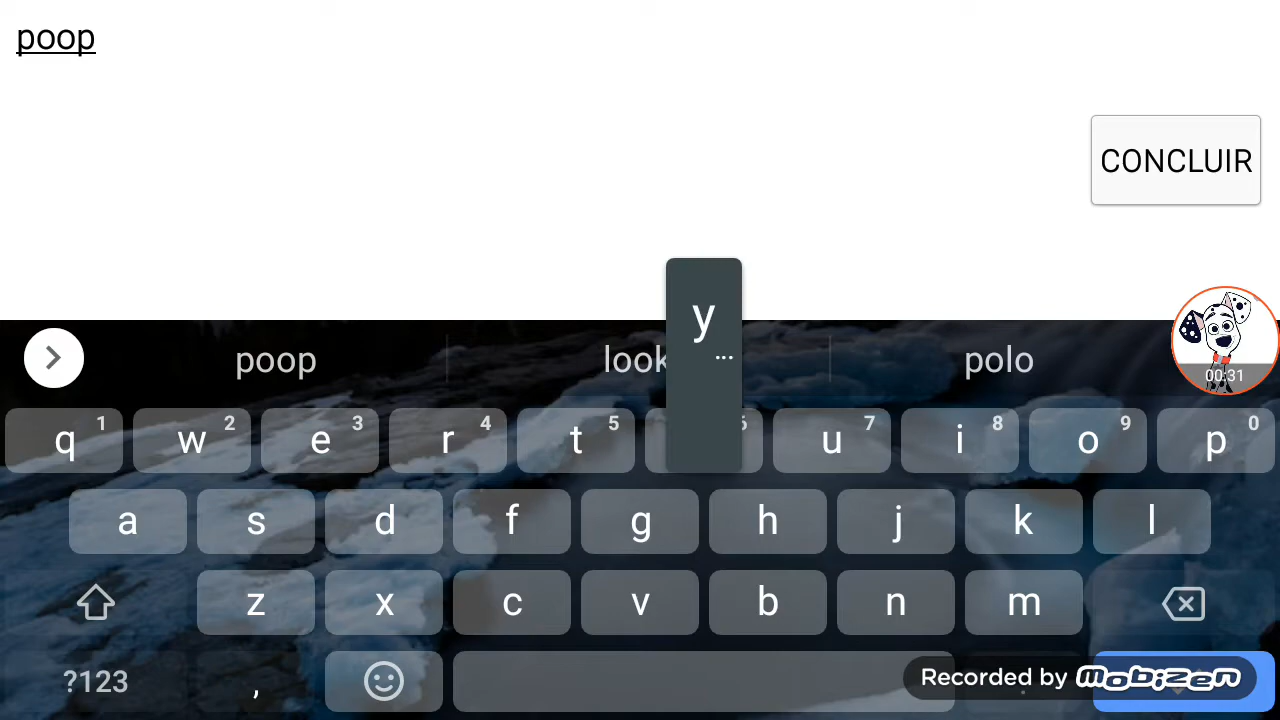 poop
CONCLUIR
y
...
poop look polo
00:31
q 1 w 2 e 3 r 4 t 5 6 u 7 i 8 o 9 p 0
a s d f g h j k l
z x c v b n m
?123 , .
Recorded by mobizen